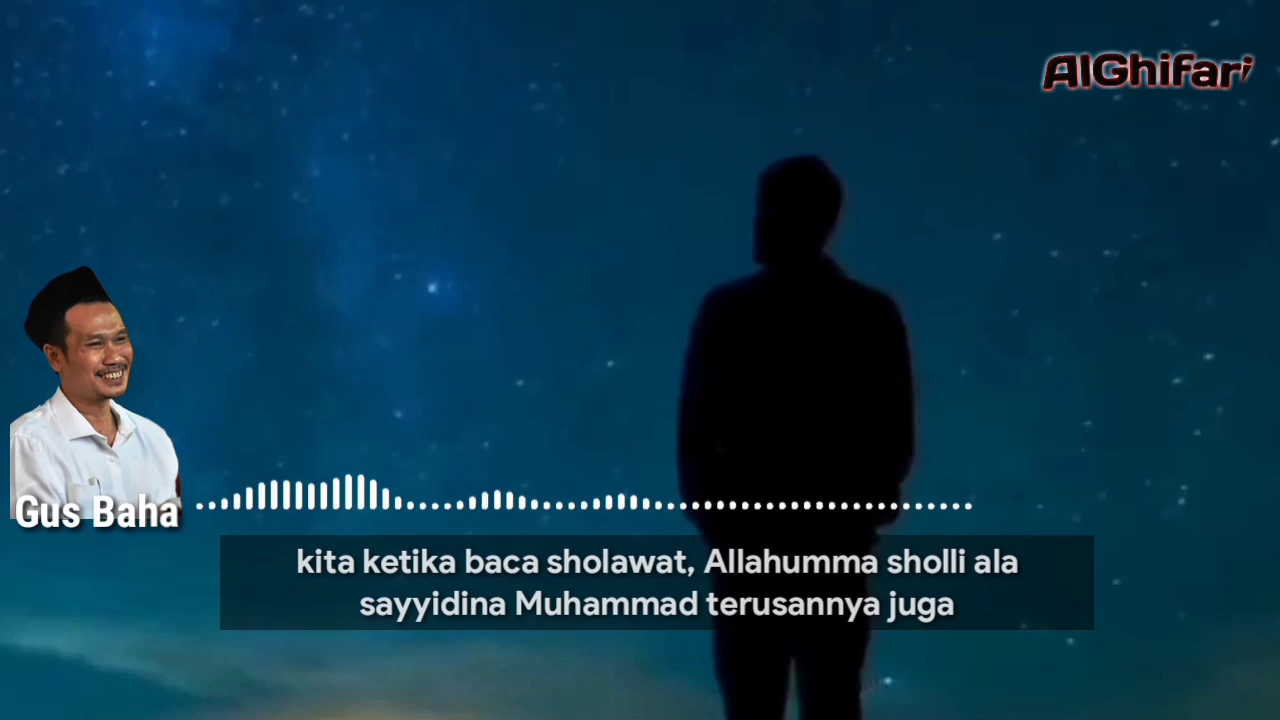 AlGhifari
Gus Baha
kita ketika baca sholawat, Allahumma sholli ala
sayyidina Muhammad terusannya juga